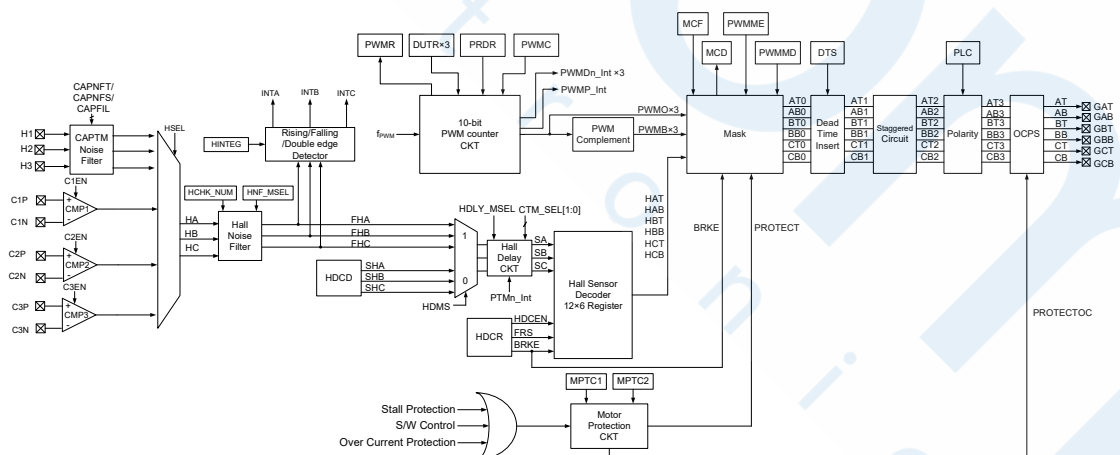 MCF
PWMME
PWMR
DUTR×3
PRDR
PWMC
MCD
PWMMD
DTS
PLC
PWMDn_Int ×3
PWMP_Int
CAPNFT/
CAPNFS/
CAPFIL
INTA
INTB
INTC
HSEL
H1
H2
H3
CAPTM
Noise
Filter
HINTEG
Rising/Falling
/Double edge
Detector
fPWM
10-bit
PWM counter
CKT
PWM
Complement
PWMO×3
PWMB×3
Mask
AT0
AB0
BT0
BB0
CT0
CB0
Dead
Time
Insert
AT1
AB1
BT1
BB1
CT1
CB1
Staggered
Circuit
AT2
AB2
BT2
BB2
CT2
CB2
Polarity
AT3
AB3
BT3
BB3
CT3
CB3
OCPS
AT
AB
BT
BB
CT
CB
GAT
GAB
GBT
GBB
GCT
GCB
C1EN
C1P
C1N
+
-
CMP1
C2EN
C2P
C2N
+
-
CMP2
C3EN
C3P
C3N
+
-
CMP3
HCHK_NUM
HNF_MSEL
HA
HB
HC
Hall
Noise
Filter
FHA
FHB
FHC
HDCD
SHA
SHB
SHC
1
0
HDMS
HDLY_MSEL
CTM_SEL[1:0]
Hall
Delay
CKT
PTMn_Int
SA
SB
SC
Hall Sensor
Decoder
12×6 Register
HDCR
HDCEN
FRS
BRKE
HAT
HAB
HBT
HBB
HCT
HCB
BRKE
PROTECT
PROTECTOC
MPTC1
MPTC2
Stall Protection
S/W Control
Over Current Protection
Motor
Protection
CKT